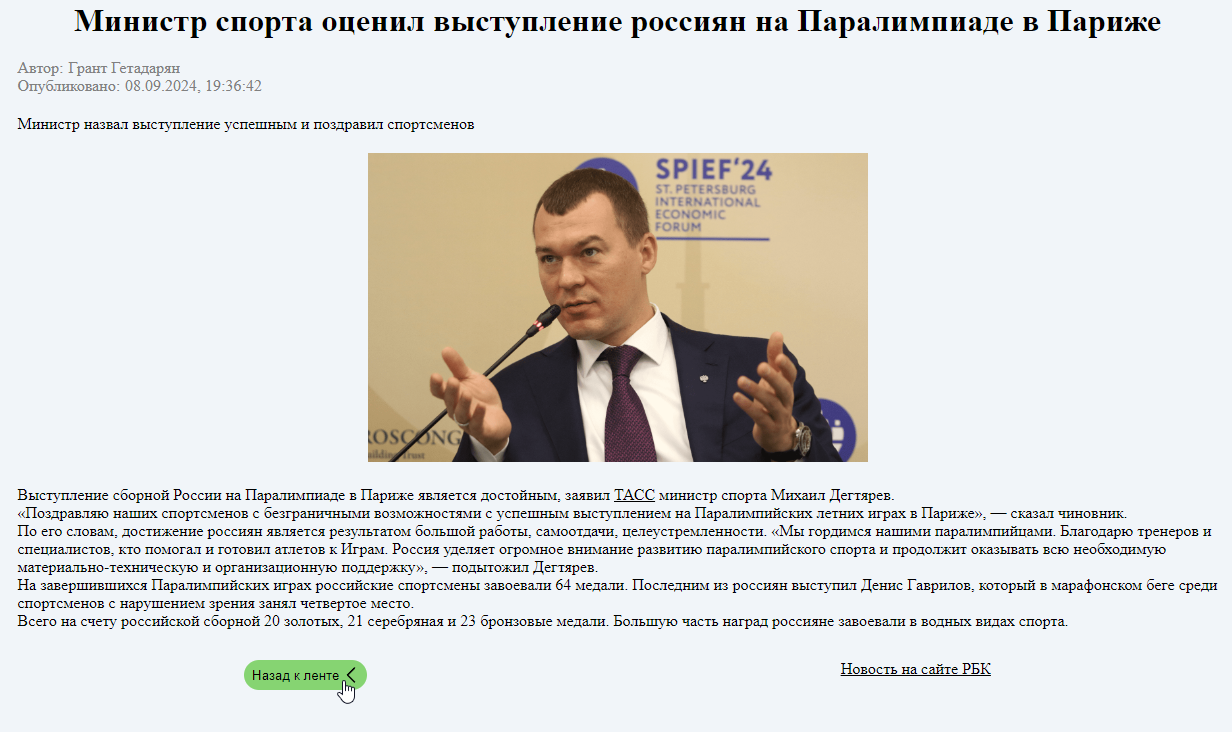 Министр спорта оценил выступление россиян на Паралимпиаде в Париже
Автор: Грант Гетадарян
Опубликовано: 08.09.2024, 19:36:42
Министр назвал выступление успешным и поздравил спортсменов
SPIEF'24
ST. PETERSBURG
INTERNATIONAL
ECONOMIC
FORUM
ROSCONG
uilding Trust
Выступление сборной России на Паралимпиаде в Париже является достойным, заявил ТАСС министр спорта Михаил Дегтярев.
«Поздравляю наших спортсменов с безграничными возможностями с успешным выступлением на Паралимпийских летних играх в Париже», — сказал чиновник.
По его словам, достижение россиян является результатом большой работы, самоотдачи, целеустремленности. «Мы гордимся нашими паралимпийцами. Благодарю тренеров и
специалистов, кто помогал и готовил атлетов к Играм. Россия уделяет огромное внимание развитию паралимпийского спорта и продолжит оказывать всю необходимую
материально-техническую и организационную поддержку», — подытожил Дегтярев.
На завершившихся Паралимпийских играх российские спортсмены завоевали 64 медали. Последним из россиян выступил Денис Гаврилов, который в марафонском беге среди
спортсменов с нарушением зрения занял четвертое место.
Всего на счету российской сборной 20 золотых, 21 серебряная и 23 бронзовые медали. Большую часть наград россияне завоевали в водных видах спорта.
Назад к ленте
Новость на сайте РБК